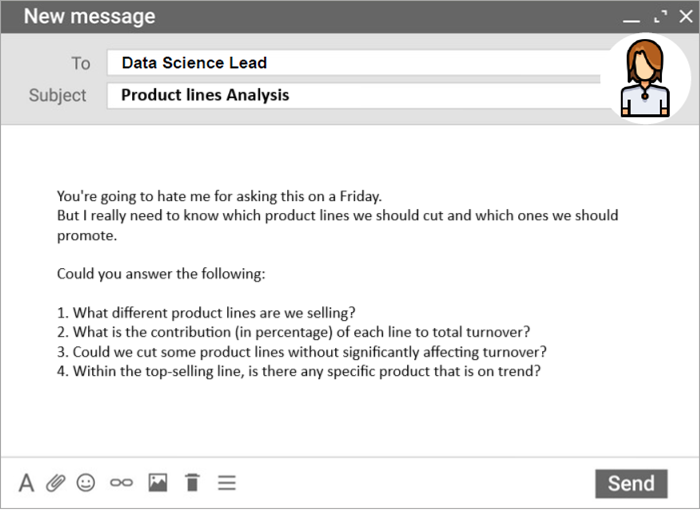 New message
To Data Science Lead
Subject Product lines Analysis
You're going to hate me for asking this on a Friday.
But I really need to know which product lines we should cut and which ones we should
promote.
Could you answer the following:
1. What different product lines are we selling?
2. What is the contribution (in percentage) of each line to total turnover?
3. Could we cut some product lines without significantly affecting turnover?
4. Within the top-selling line, is there any specific product that is on trend?
A
Send